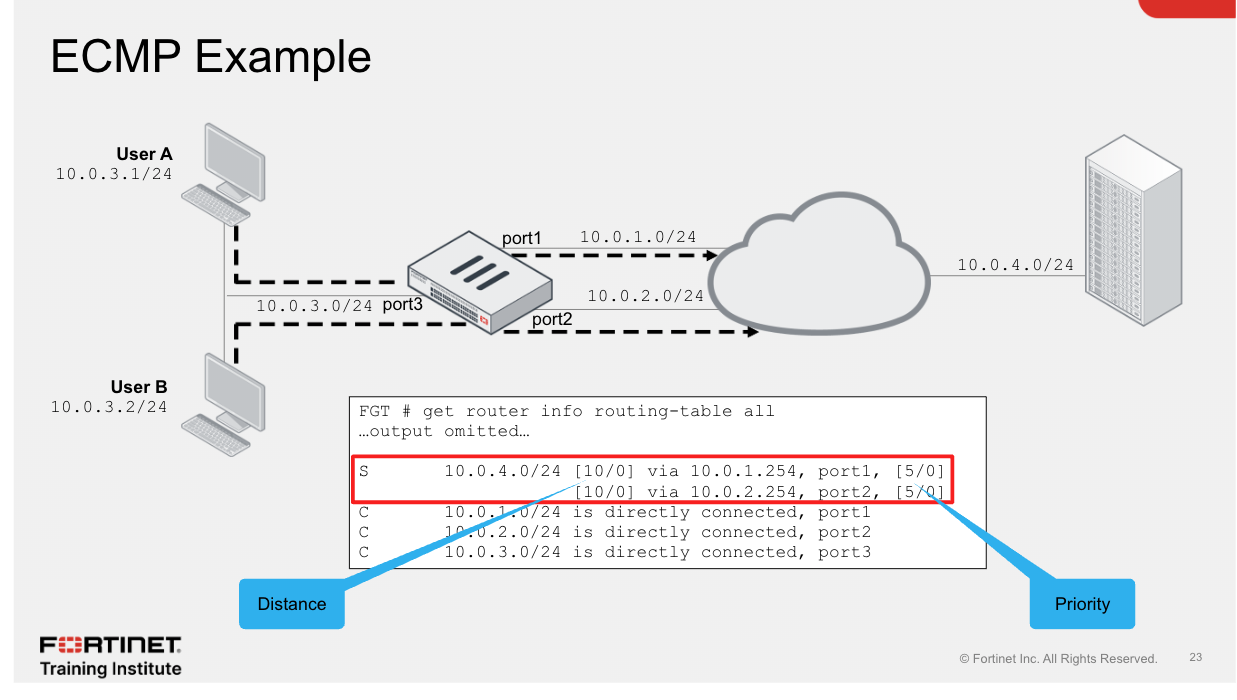 ECMP Example
User A
10.0.3.1/24
port1
10.0.1.0/24
10.0.4.0/24
10.0.2.0/24
10.0.3.0/24
port3
port2
User B
10.0.3.2/24
FGT # get router info routing-table all
…output omitted…
S 10.0.4.0/24 [10/0] via 10.0.1.254, port1, [5/0]
[10/0] via 10.0.2.254, port2, [5/0]
C 10.0.1.0/24 is directly connected, port1
C 10.0.2.0/24 is directly connected, port2
C 10.0.3.0/24 is directly connected, port3
Distance
Priority
FORTINET
Training Institute
© Fortinet Inc. All Rights Reserved.
23